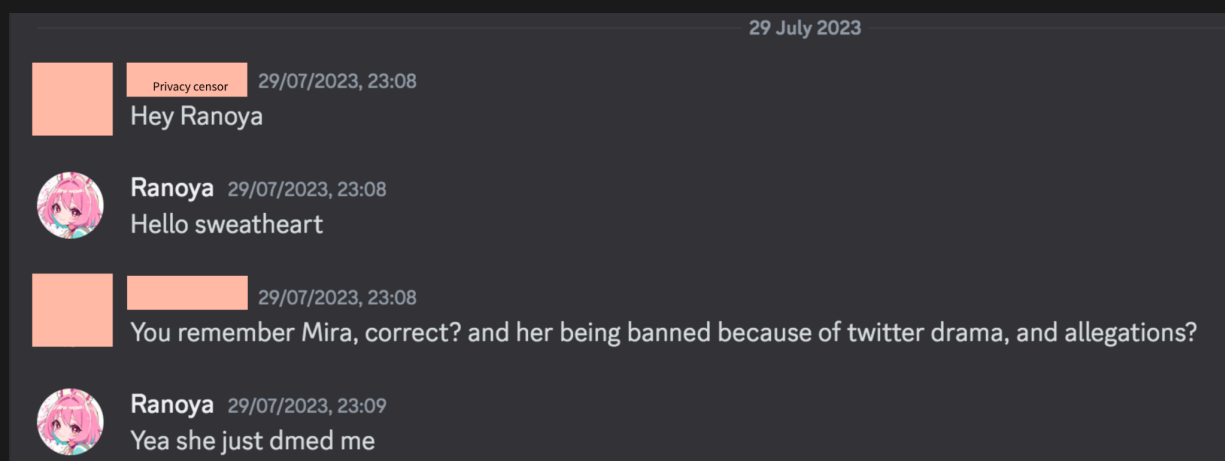 29 July 2023
Privacy censor 29/07/2023, 23:08
Hey Ranoya
Ranoya 29/07/2023, 23:08
Hello sweatheart
29/07/2023, 23:08
You remember Mira, correct? and her being banned because of twitter drama, and allegations?
Ranoya 29/07/2023, 23:09
Yea she just dmed me